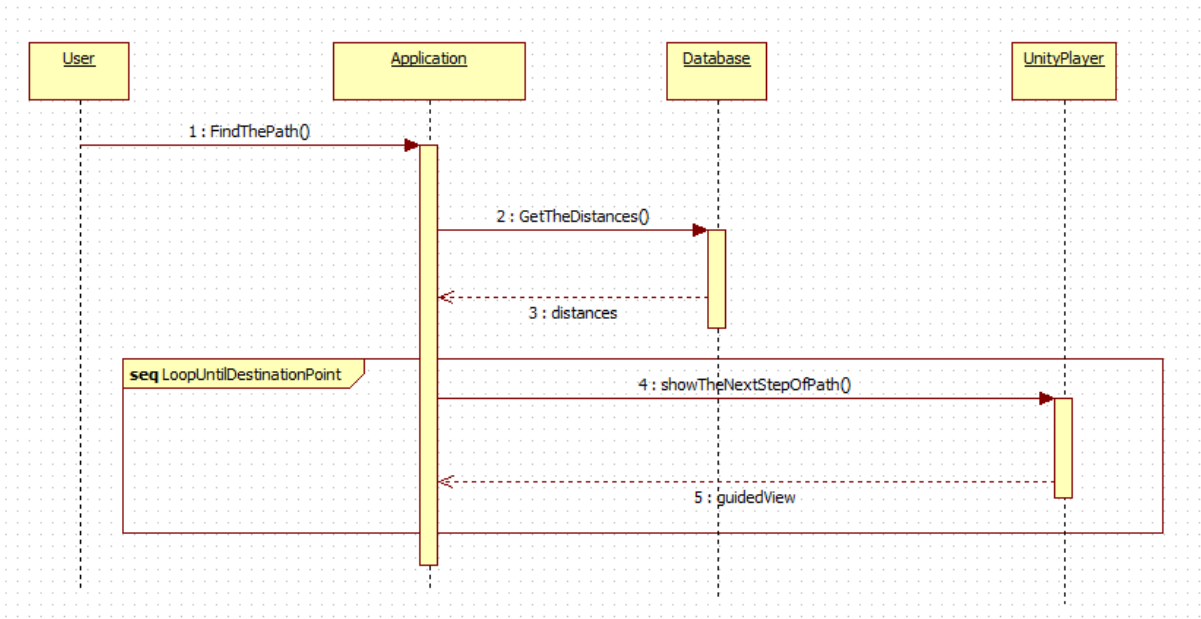 User
Application
Database
UnityPlayer
1 : FindThePath()
2 : GetTheDistances()
3 : distances
seq LoopUntilDestinationPoint
4 : showTheNextStepOfPath()
5 : guidedView